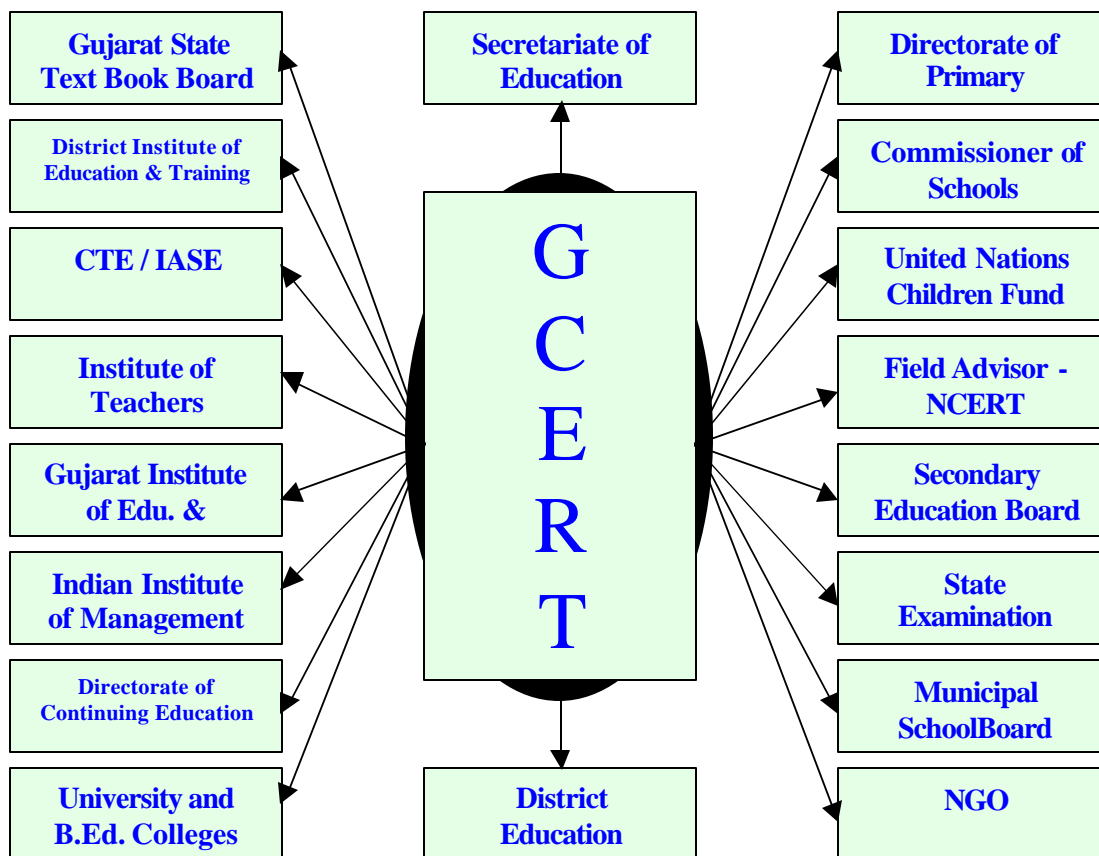 Gujarat State
Text Book Board
District Institute of
Education & Training
CTE / IASE
Institute of
Teachers
Gujarat Institute
of Edu. &
Indian Institute
of Management
Directorate of
Continuing Education
University and
B.Ed. Colleges
Secretariate of
Education
G
C
E
R
T
District
Education
Directorate of
Primary
Commissioner of
Schools
United Nations
Children Fund
Field Advisor -
NCERT
Secondary
Education Board
State
Examination
Municipal
SchoolBoard
NGO